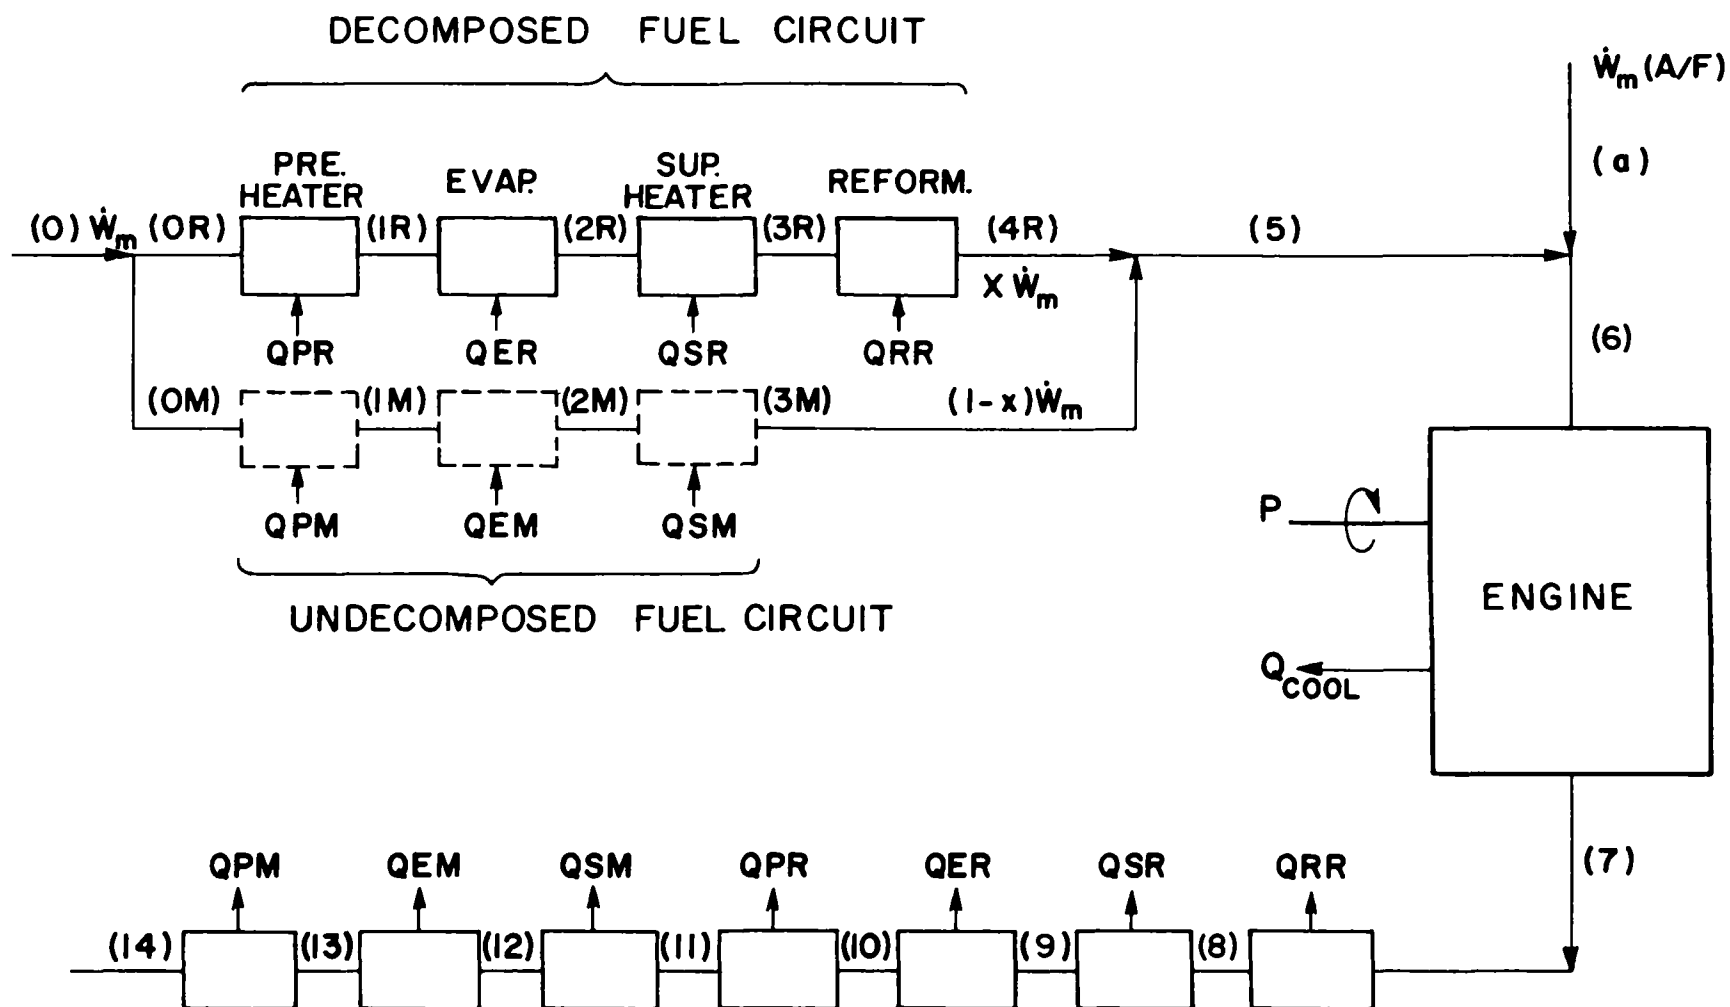 DECOMPOSED FUEL CIRCUIT
Ẇm (A/F)
(a)
PRE. HEATER
EVAP.
SUP. HEATER
REFORM.
(0) Ẇm (0R)
(1R)
(2R)
(3R)
(4R)
(5)
X Ẇm
QPR
QER
QSR
QRR
(6)
(0M)
(1M)
(2M)
(3M)
(1-x)Ẇm
QPM
QEM
QSM
UNDECOMPOSED FUEL CIRCUIT
P
ENGINE
QCOOL
(7)
QPM
QEM
QSM
QPR
QER
QSR
QRR
(14)
(13)
(12)
(11)
(10)
(9)
(8)